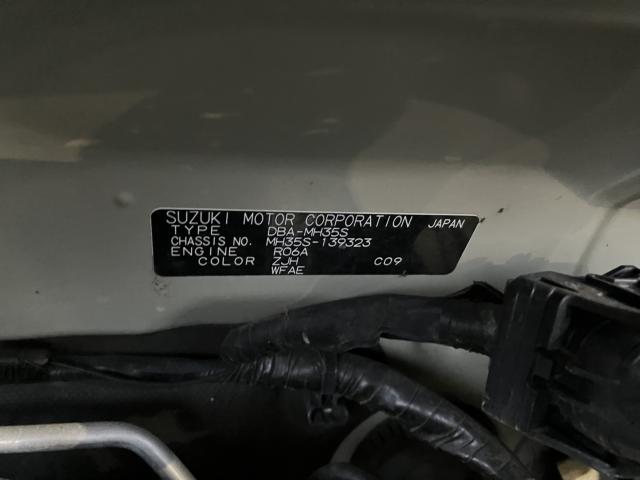 SUZUKI MOTOR CORPORATION JAPAN
TYPE DBA-MH35S
CHASSIS NO. MH35S-139323
ENGINE R06A
COLOR ZJH C09
WFAE